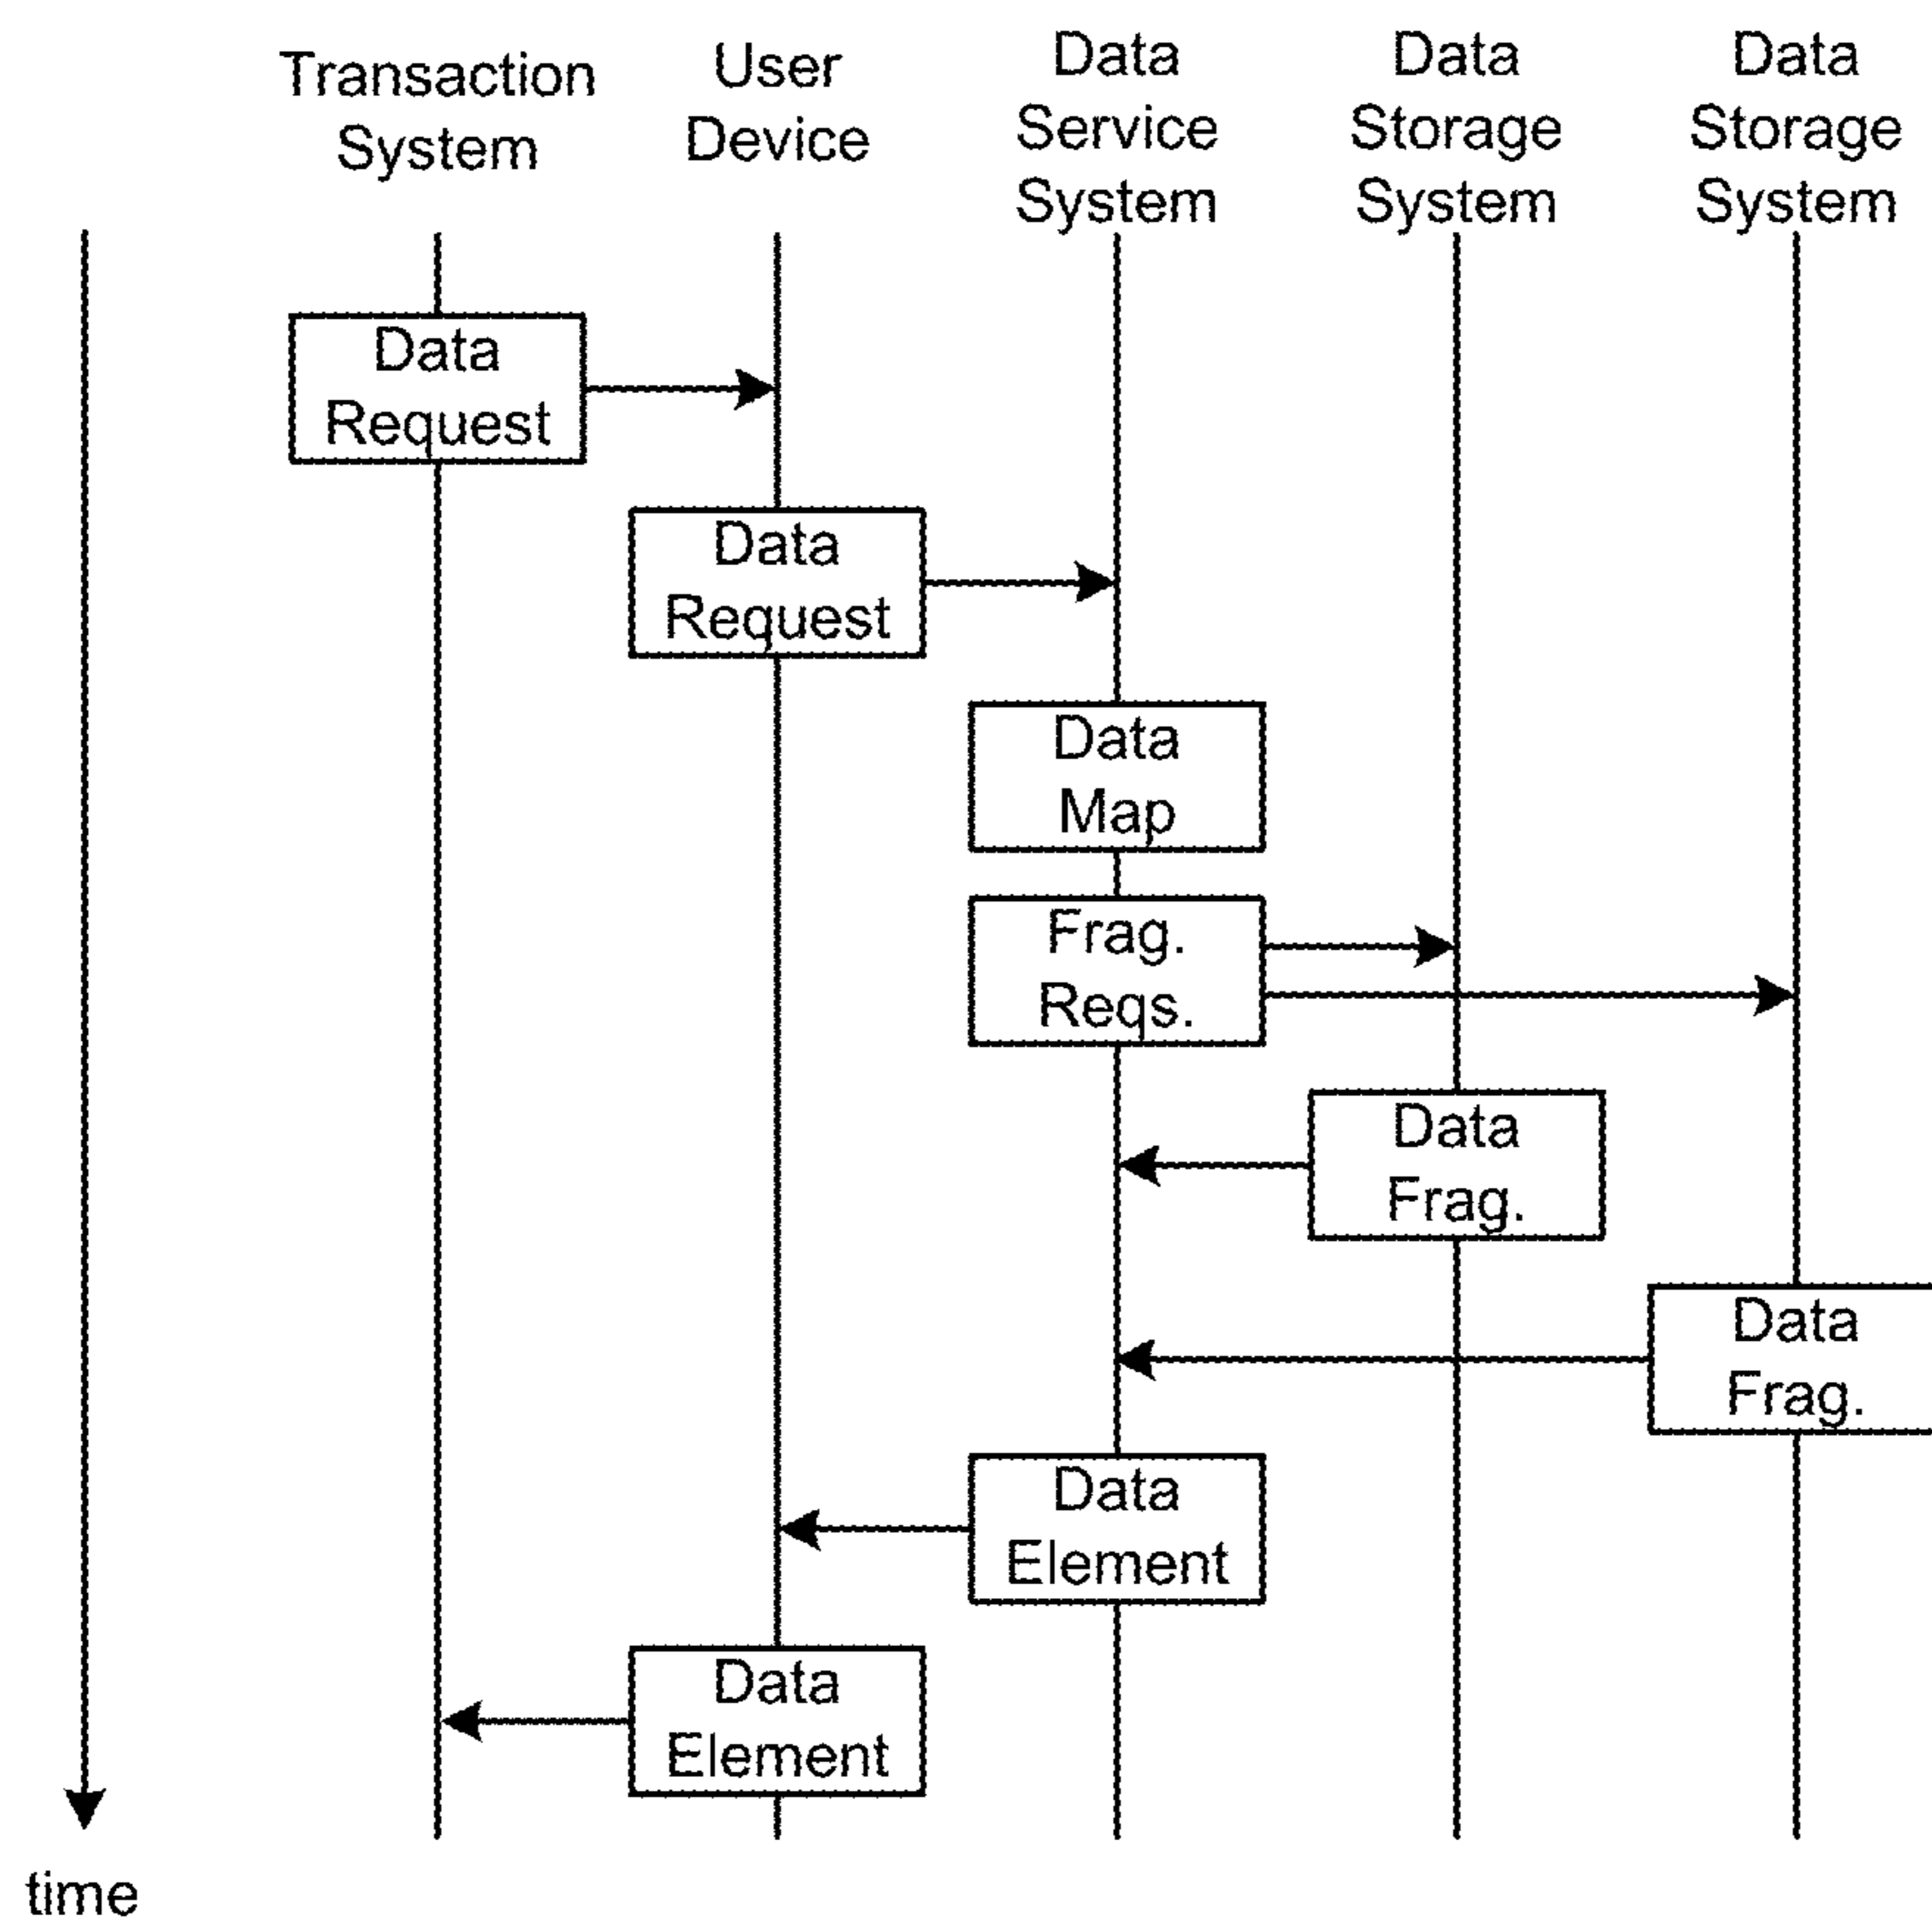 Transaction
System
User
Device
Data
Service
System
Data
Storage
System
Data
Storage
System
Data
Request
Data
Request
Data
Map
Frag.
Reqs.
Data
Frag.
Data
Frag.
Data
Element
Data
Element
time